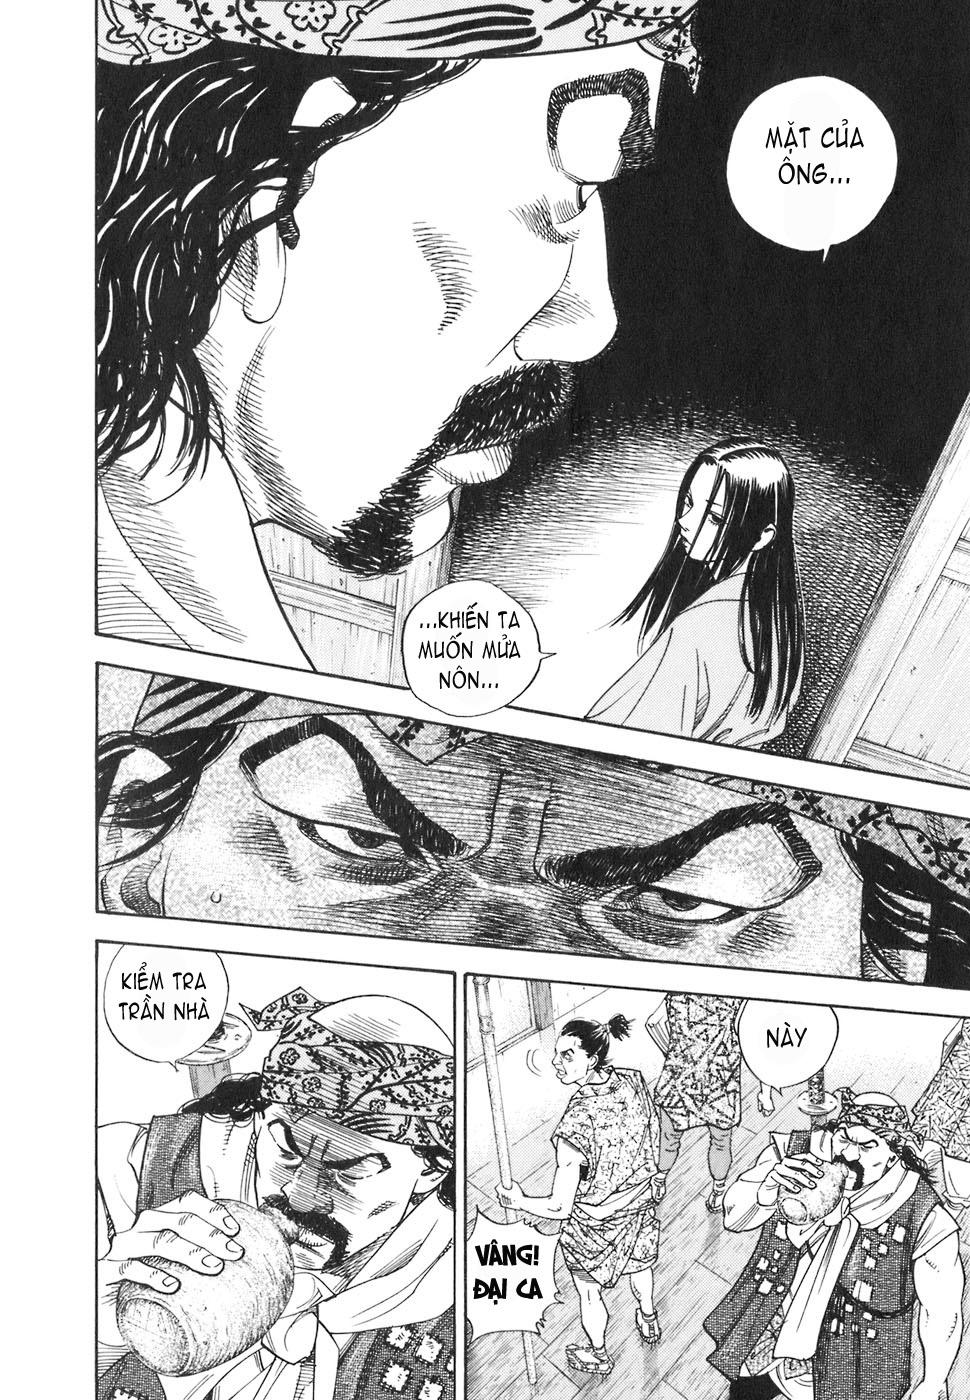 MẶT CỦA
ÔNG...
...KHIẾN TA
MUỐN MỬA
NÔN...
NÀY
VÂNG!
ĐẠI CA
KIỂM TRA
TRẦN NHÀ